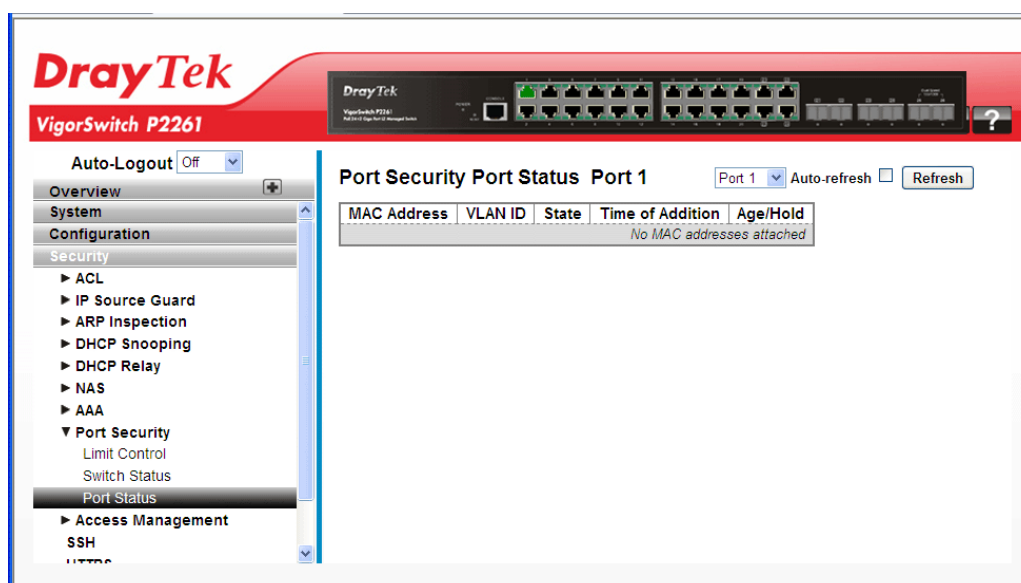 DrayTek
VigorSwitch P2261
DrayTek
VigorSwitch P2261
?
Auto-Logout Off
Overview
System
Configuration
Security
ACL
IP Source Guard
ARP Inspection
DHCP Snooping
DHCP Relay
NAS
AAA
Port Security
Limit Control
Switch Status
Port Status
Access Management
SSH
HTTPS
Port Security Port Status Port 1
Port 1 Auto-refresh Refresh
MAC Address VLAN ID State Time of Addition Age/Hold
No MAC addresses attached